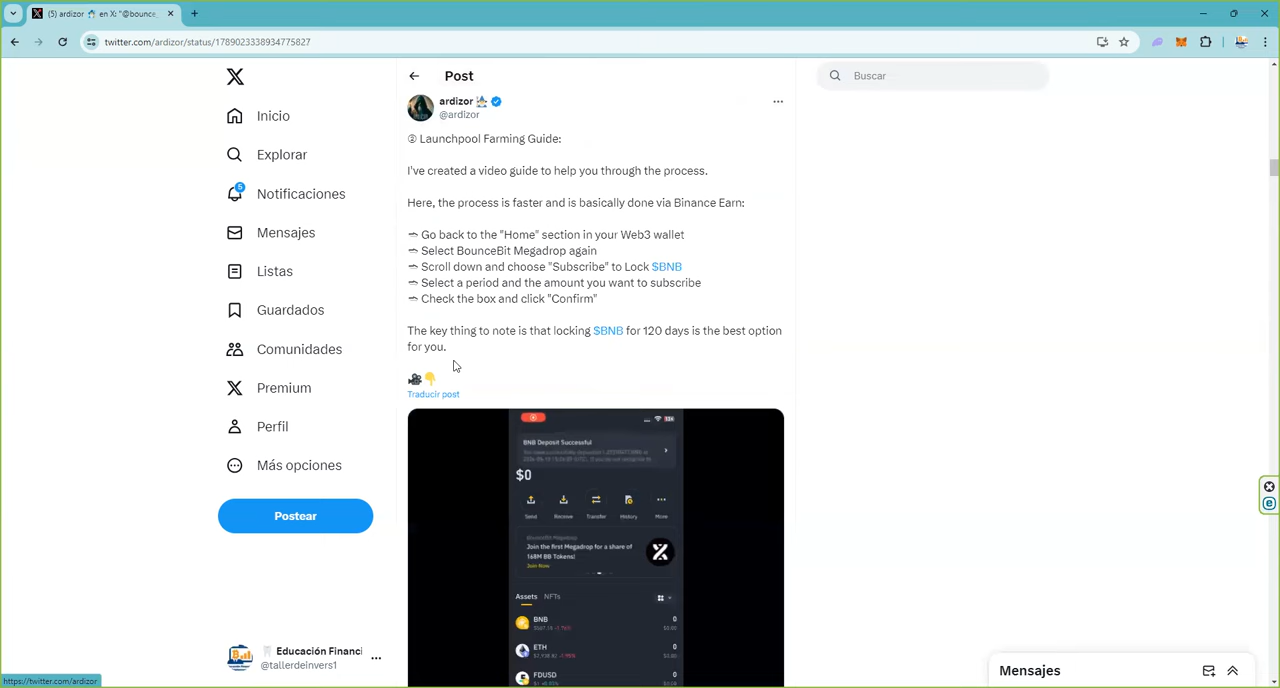 (5) ardizor en X: "@bounce_
twitter.com/ardizor/status/1789023338934775827
Post
Buscar
ardizor
@ardizor
Inicio
Explorar
5
Notificaciones
Mensajes
Listas
Guardados
Comunidades
Premium
Perfil
Más opciones
Postear
② Launchpool Farming Guide:
I've created a video guide to help you through the process.
Here, the process is faster and is basically done via Binance Earn:
Go back to the "Home" section in your Web3 wallet
Select BounceBit Megadrop again
Scroll down and choose "Subscribe" to Lock $BNB
Select a period and the amount you want to subscribe
Check the box and click "Confirm"
The key thing to note is that locking $BNB for 120 days is the best option
for you.
Traducir post
BNB Deposit Successful
$0
Send Receive Transfer History More
BounceBit Megadrop
Join the first Megadrop for a share of
168M BB Tokens!
Join Now
Assets NFTs
BNB 0
ETH 0
FDUSD 0
Educación Financi
@tallerdeinvers1
Mensajes
https://twitter.com/ardizor